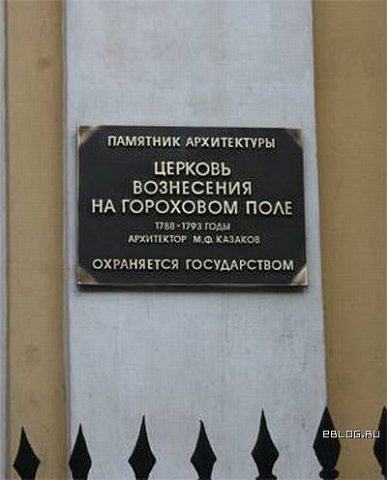 ПАМЯТНИК АРХИТЕКТУРЫ
ЦЕРКОВЬ
ВОЗНЕСЕНИЯ
НА ГОРОХОВОМ ПОЛЕ
1788-1793 ГОДЫ
АРХИТЕКТОР М.Ф. КАЗАКОВ
ОХРАНЯЕТСЯ ГОСУДАРСТВОМ
EBLOG.RU